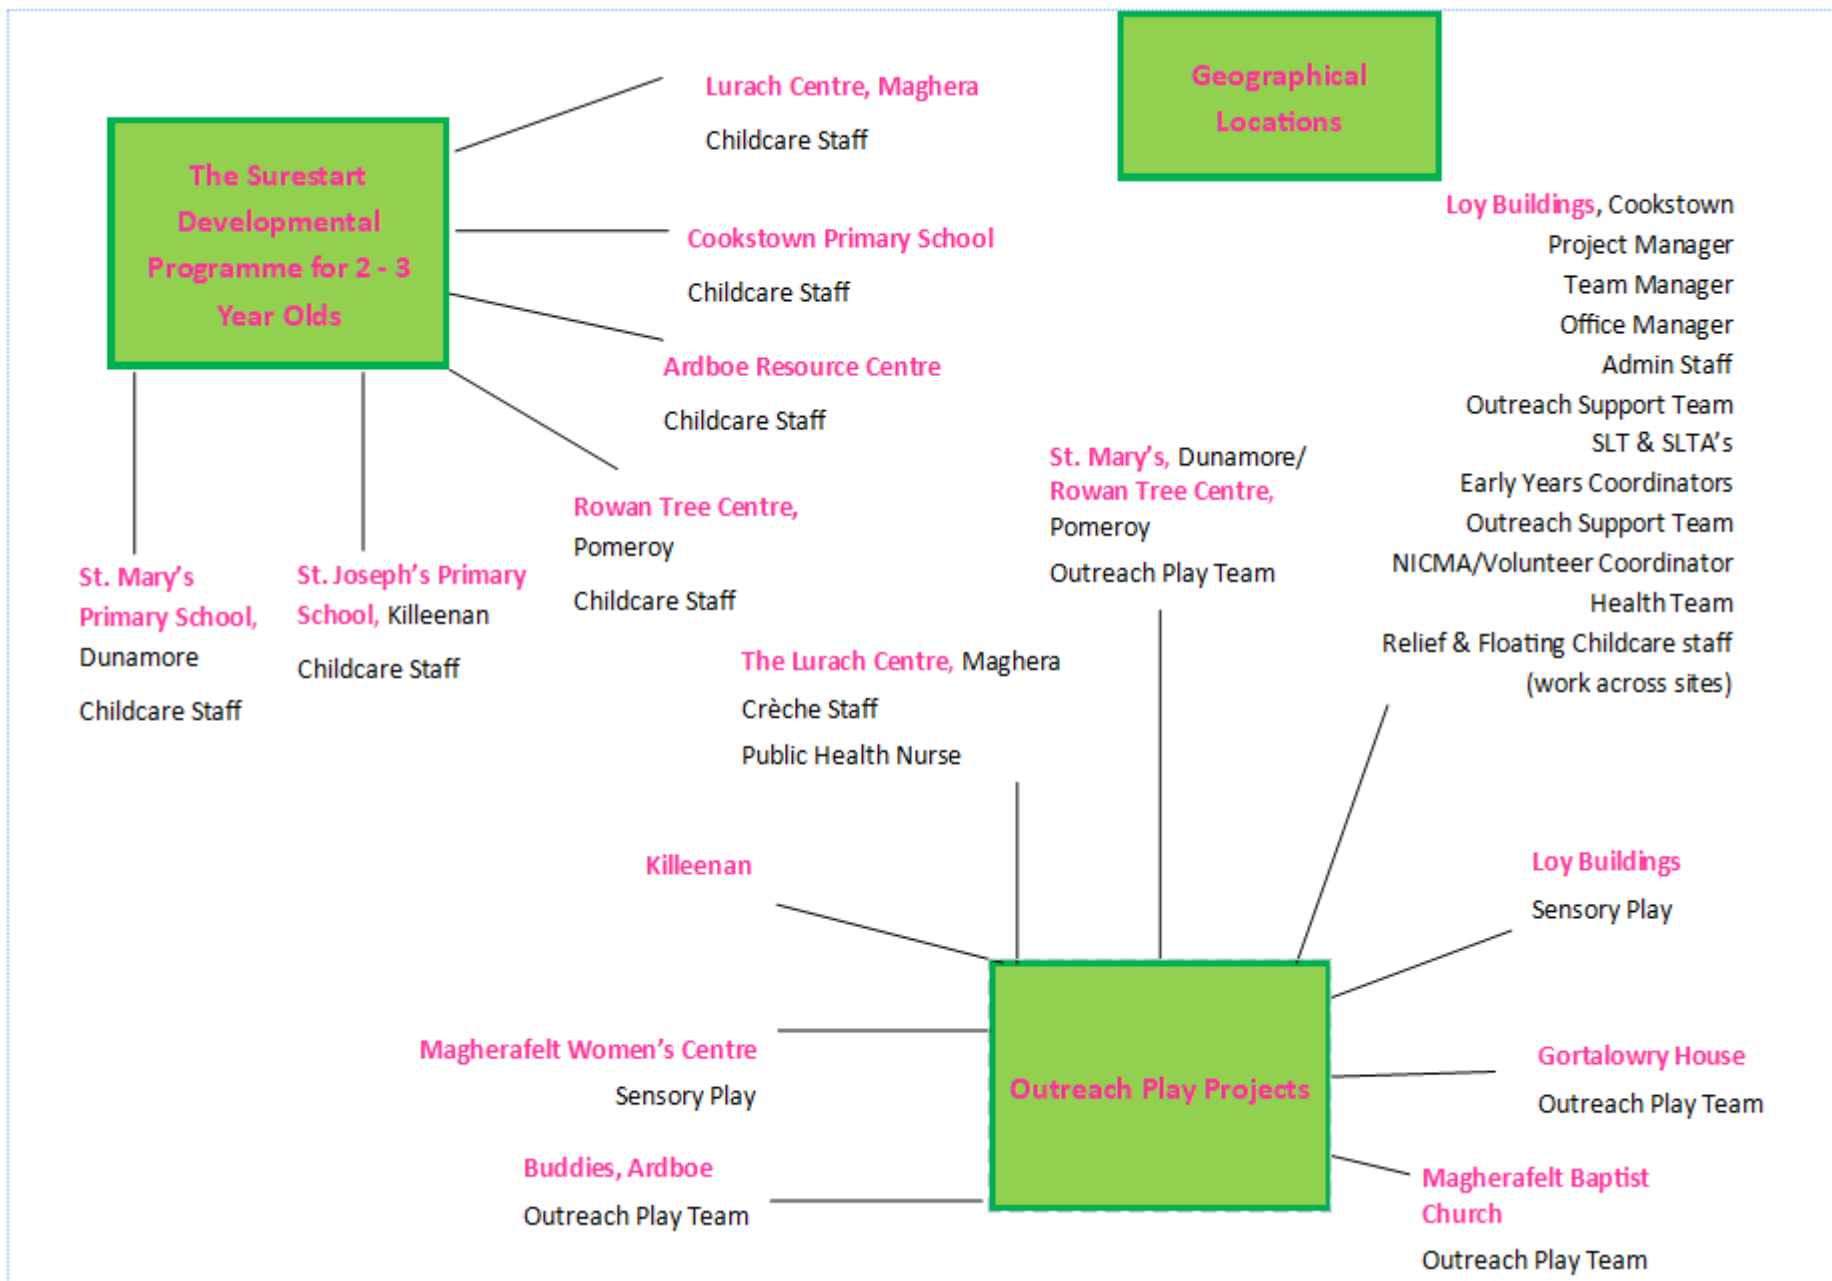 Geographical
Locations
The Surestart
Developmental
Programme for 2 - 3
Year Olds
Lurach Centre, Maghera
Childcare Staff
Cookstown Primary School
Childcare Staff
Ardboe Resource Centre
Childcare Staff
Rowan Tree Centre,
Pomeroy
Childcare Staff
St. Joseph’s Primary
School, Killeenan
Childcare Staff
St. Mary’s
Primary School,
Dunamore
Childcare Staff
Loy Buildings, Cookstown
Project Manager
Team Manager
Office Manager
Admin Staff
Outreach Support Team
SLT & SLTA’s
Early Years Coordinators
Outreach Support Team
NICMA/Volunteer Coordinator
Health Team
Relief & Floating Childcare staff
(work across sites)
St. Mary’s, Dunamore/
Rowan Tree Centre,
Pomeroy
Outreach Play Team
The Lurach Centre, Maghera
Crèche Staff
Public Health Nurse
Killeenan
Magherafelt Women’s Centre
Sensory Play
Buddies, Ardboe
Outreach Play Team
Outreach Play Projects
Loy Buildings
Sensory Play
Gortalowry House
Outreach Play Team
Magherafelt Baptist
Church
Outreach Play Team